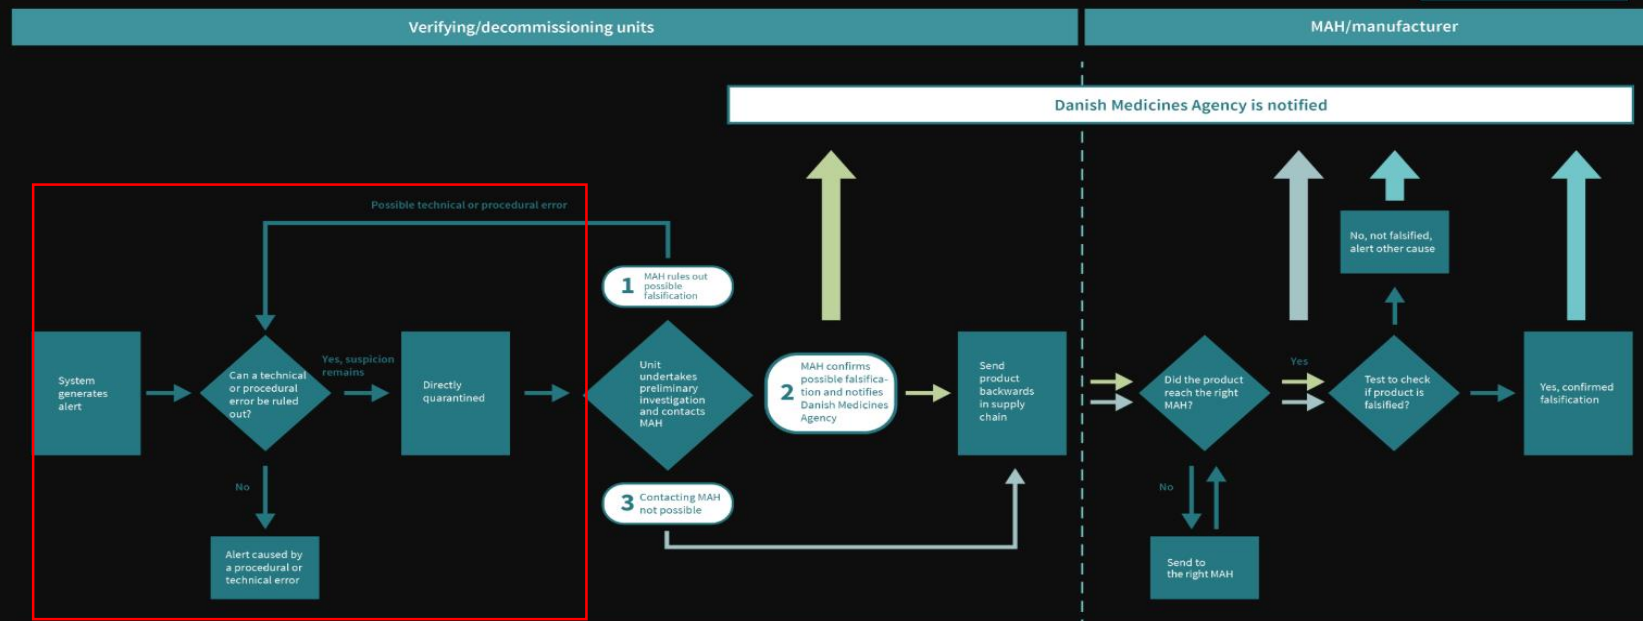 Verifying/decommissioning units
MAH/manufacturer
Danish Medicines Agency is notified
Possible technical or procedural error
1
MAH rules out
possible
falsification
No, not falsified,
alert other cause
System
generates
alert
Can a technical
or procedural
error be ruled
out?
Yes, suspicion
remains
Directly
quarantined
Unit
undertakes
preliminary
investigation
and contacts
MAH
2
MAH confirms
possible falsifica-
tion and notifies
Danish Medicines
Agency
Send
product
backwards
in supply
chain
Did the product
reach the right
MAH?
Yes
Test to check
if product is
falsified?
Yes, confirmed
falsification
No
3
Contacting MAH
not possible
No
Alert caused by
a procedural or
technical error
Send to
the right MAH